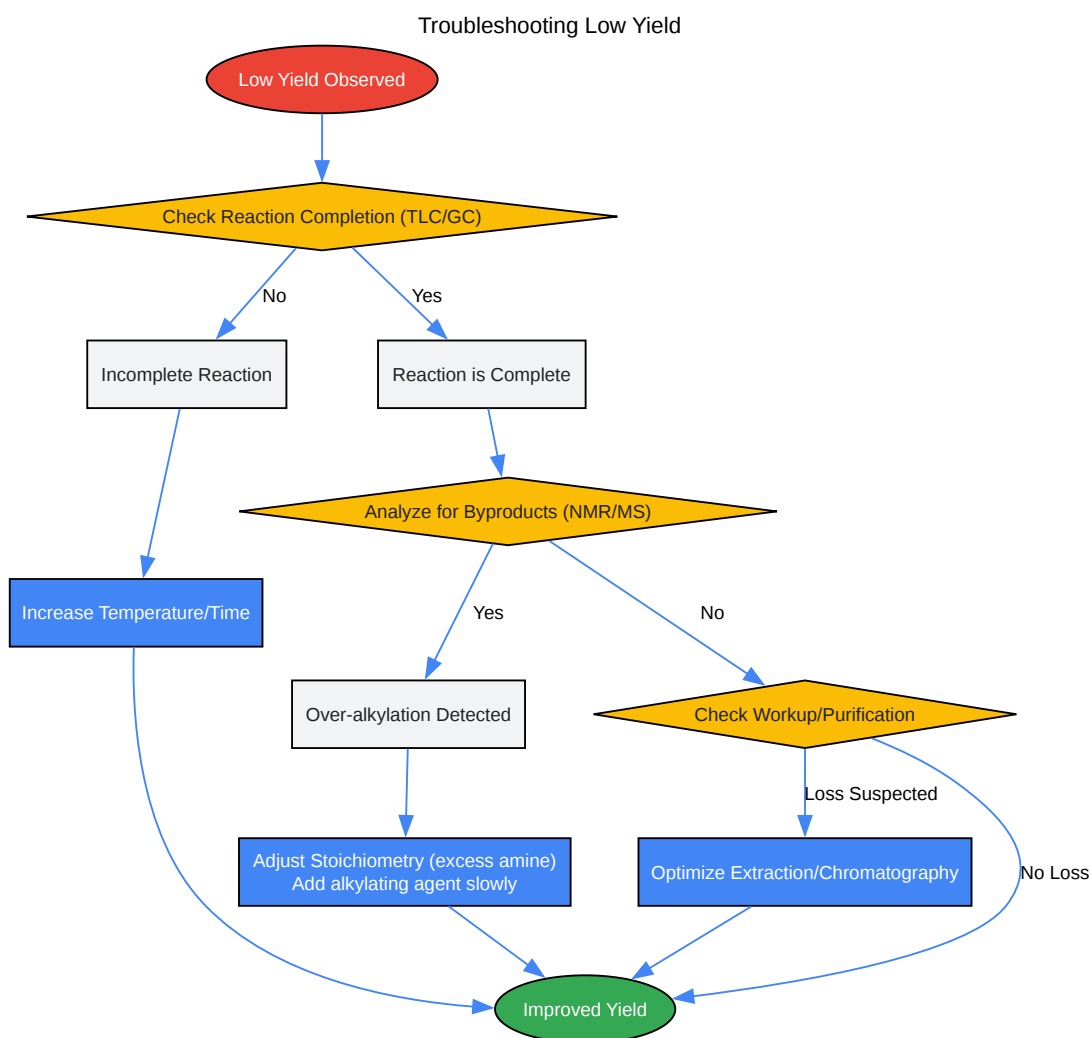 Troubleshooting Low Yield
Low Yield Observed
Check Reaction Completion (TLC/GC)
No
Yes
Incomplete Reaction
Reaction is Complete
Analyze for Byproducts (NMR/MS)
Increase Temperature/Time
Yes
No
Over-alkylation Detected
Check Workup/Purification
Loss Suspected
Adjust Stoichiometry (excess amine)
Add alkylating agent slowly
Optimize Extraction/Chromatography
No Loss
Improved Yield